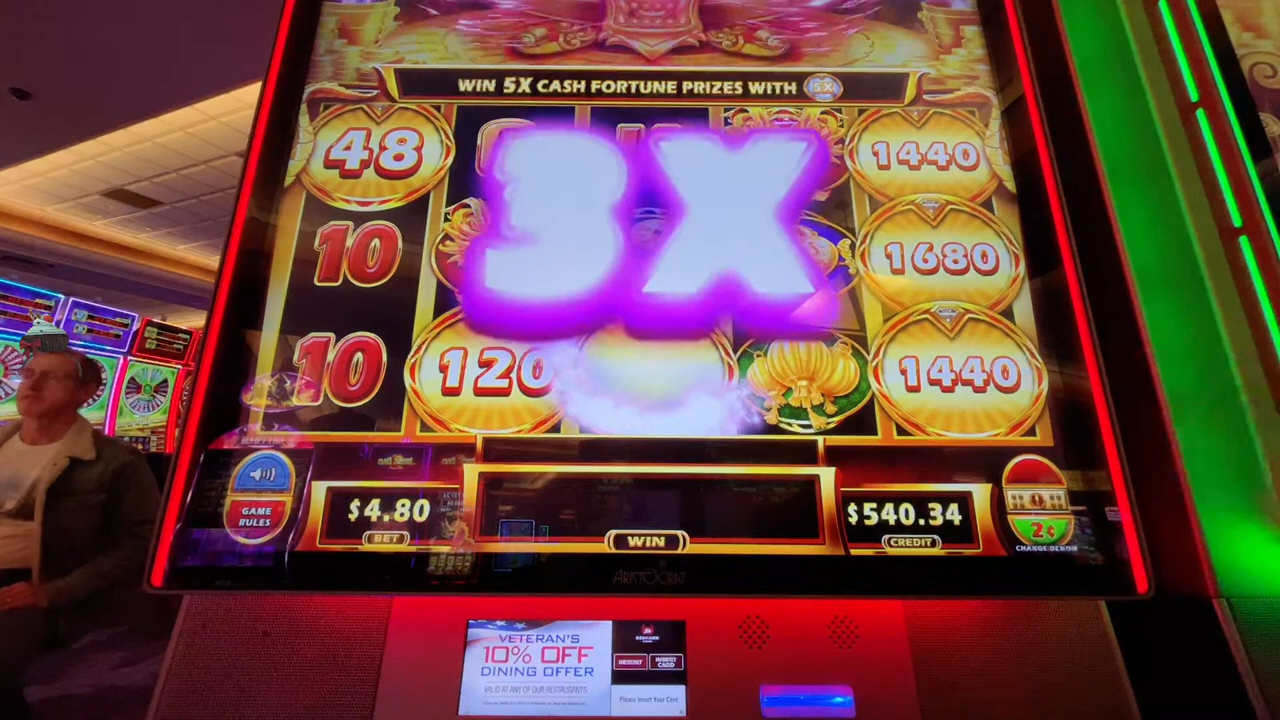 WIN 5X CASH FORTUNE PRIZES WITH 5X
48
1440
3X
10
1680
10
120
1440
GAME
RULES
$4.80
BET
WIN
$540.34
CREDIT
2¢
CHANGE DENOM
ARISTOCRAT
VETERAN'S
10% OFF
DINING OFFER
VALID AT ANY OF OUR RESTAURANTS
INSERT
CARD
Please Insert Your Card